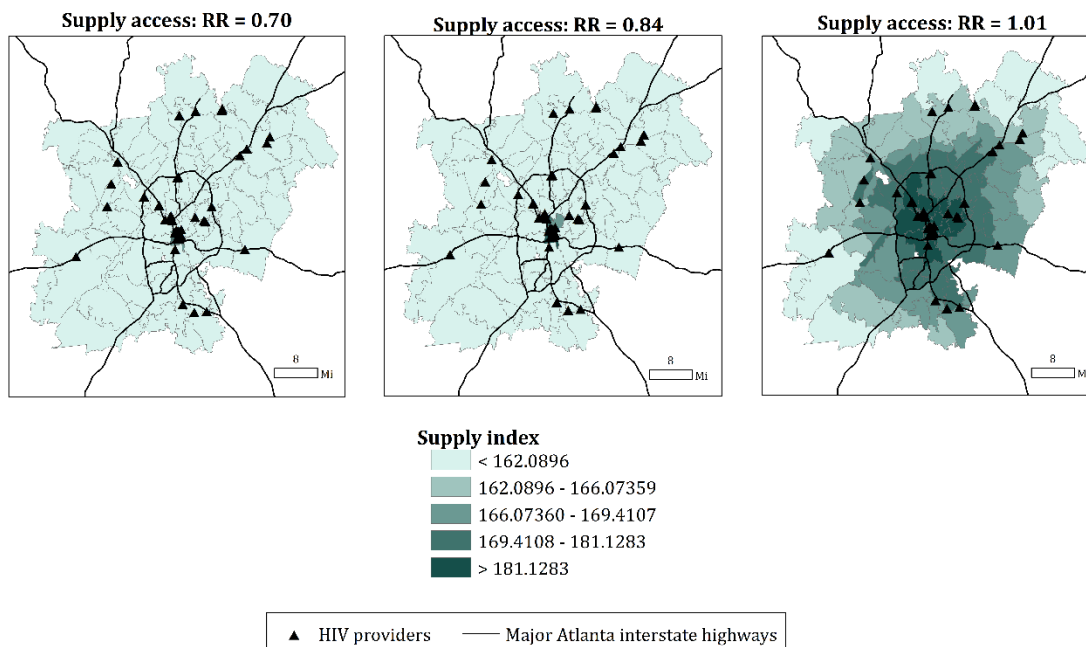 Supply access: RR = 0.70
Supply access: RR = 0.84
Supply access: RR = 1.01
8
Mi
8
Mi
8
Mi
Supply index
< 162.0896
162.0896 - 166.07359
166.07360 - 169.4107
169.4108 - 181.1283
> 181.1283
HIV providers
Major Atlanta interstate highways